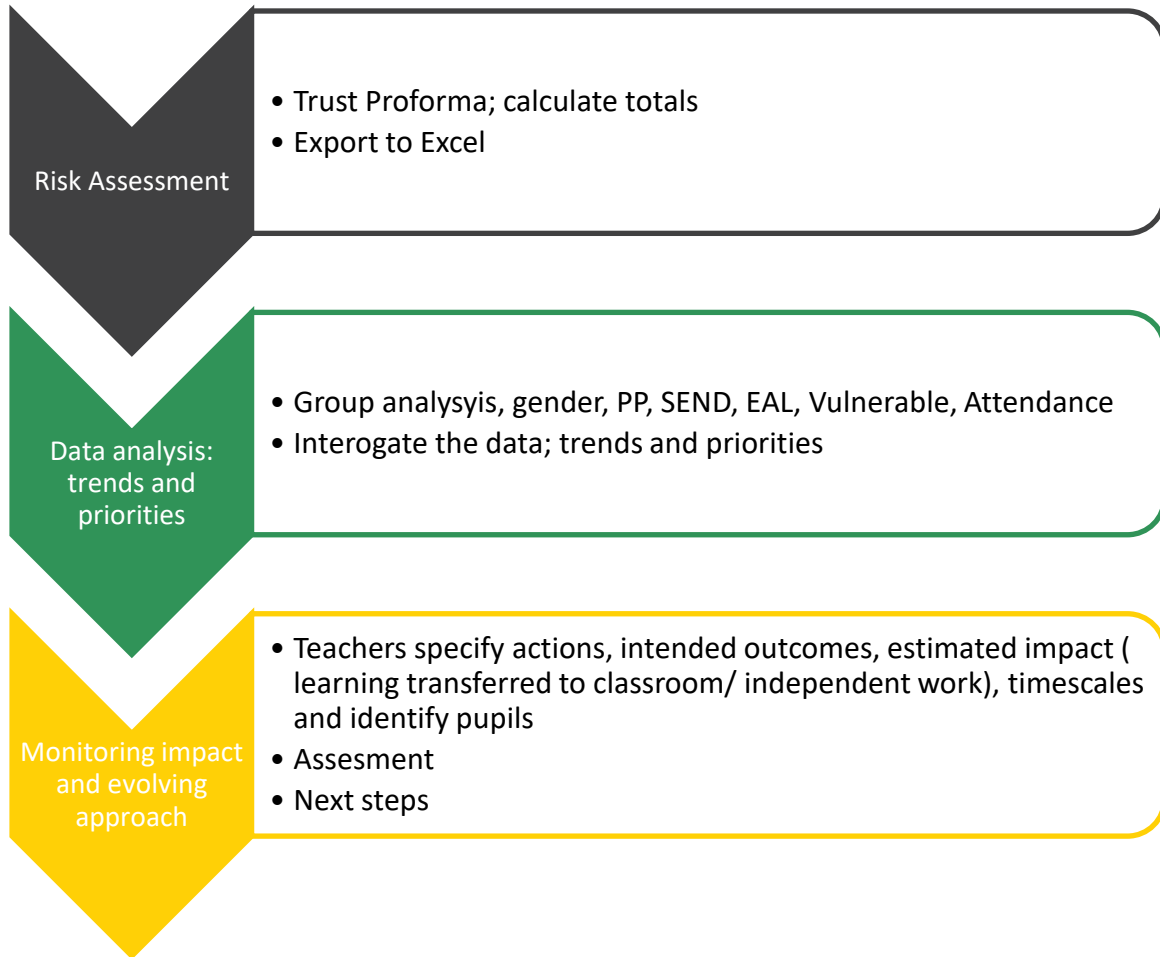 Risk Assessment
• Trust Proforma; calculate totals
• Export to Excel
Data analysis:
trends and
priorities
• Group analysyis, gender, PP, SEND, EAL, Vulnerable, Attendance
• Interogate the data; trends and priorities
Monitoring impact
and evolving
approach
• Teachers specify actions, intended outcomes, estimated impact (
learning transferred to classroom/ independent work), timescales
and identify pupils
• Assesment
• Next steps